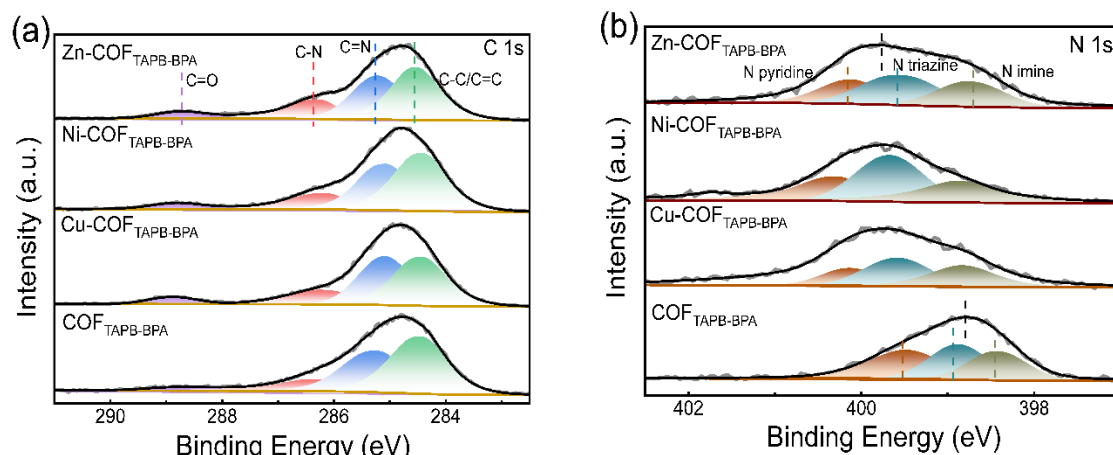 (a)
C 1s
Zn-COFTAPB-BPA
C=O
C-N
C=N
C-C/C=C
Ni-COFTAPB-BPA
Cu-COFTAPB-BPA
COFTAPB-BPA
Intensity (a.u.)
290 288 286 284
Binding Energy (eV)
(b)
N 1s
Zn-COFTAPB-BPA
N pyridine
N triazine
N imine
Ni-COFTAPB-BPA
Cu-COFTAPB-BPA
COFTAPB-BPA
Intensity (a.u.)
402 400 398
Binding Energy (eV)